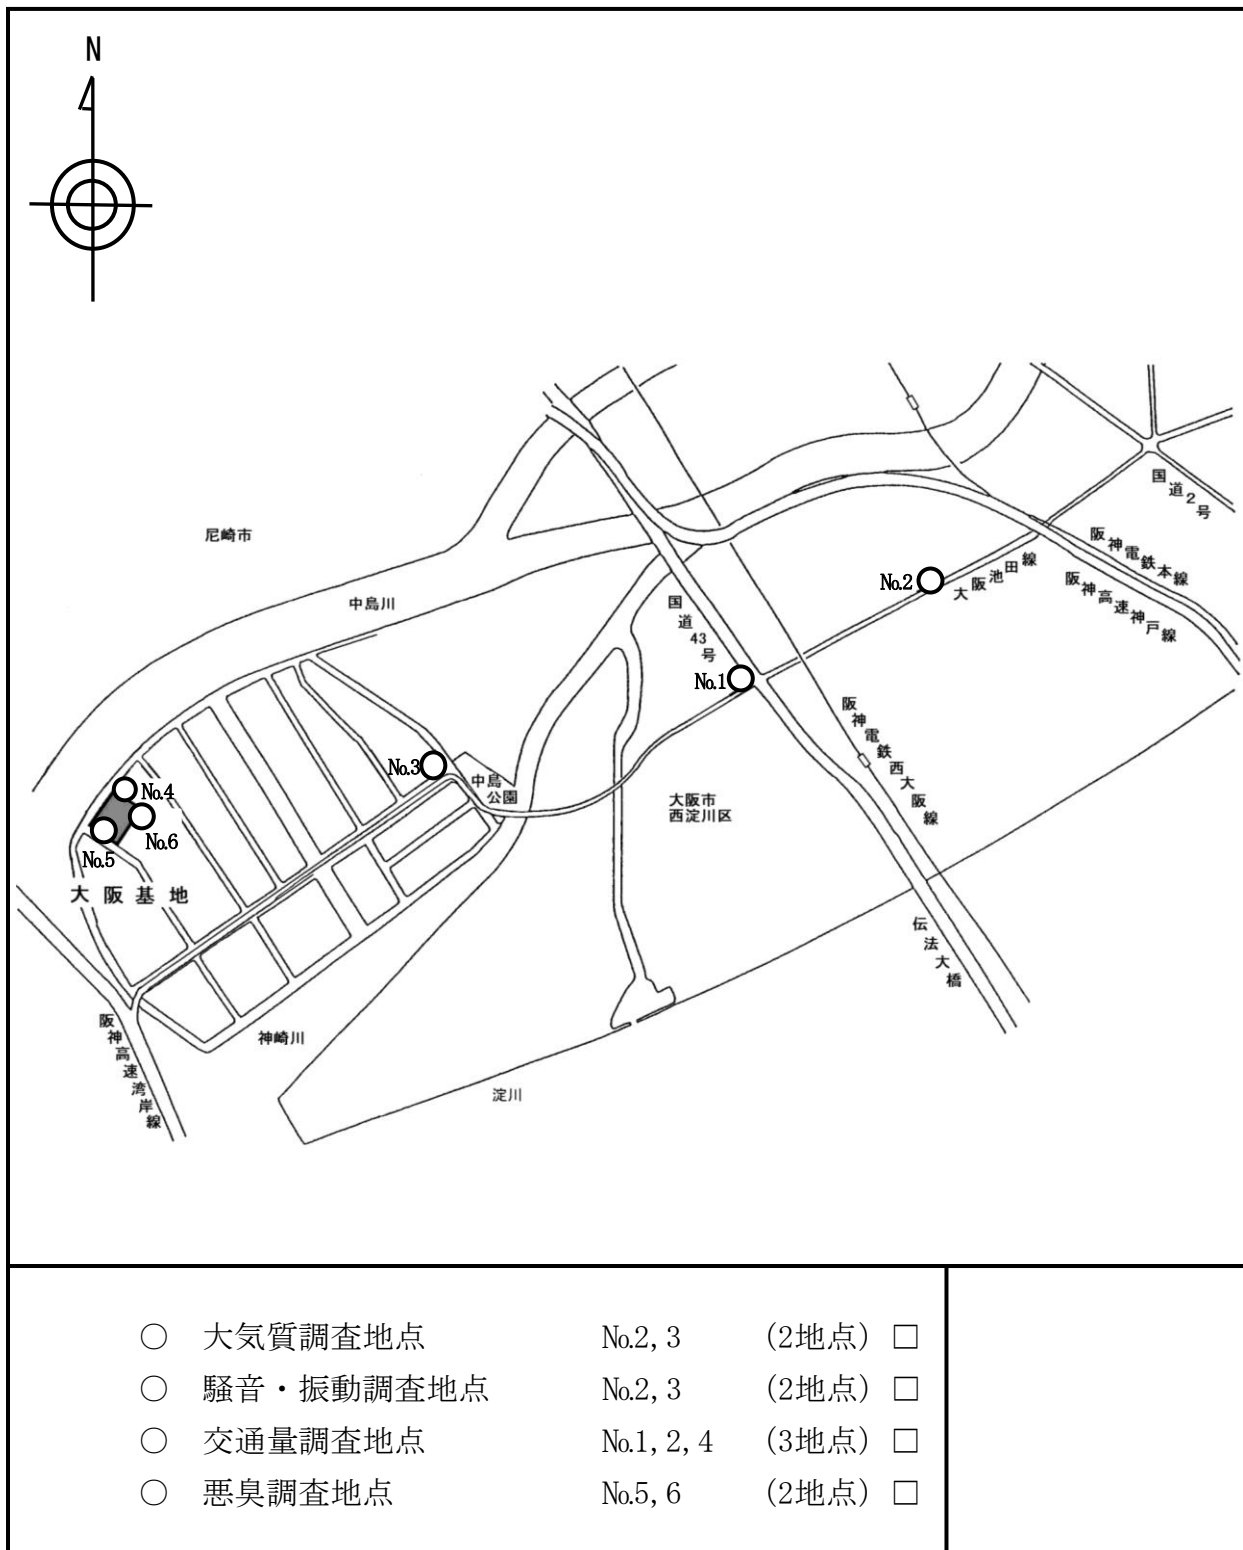 N
国道2号
尼崎市
阪神電鉄本線
No.2
大阪池田線
阪神高速神戸線
中島川
国道43号
No.1
阪神電鉄西大阪線
No.3
中島
公園
No.4
大阪市
西淀川区
No.6
No.5
大阪基地
伝法大橋
阪神高速湾岸線
神崎川
淀川
○ 大気質調査地点 No.2, 3 (2地点) □
○ 騒音・振動調査地点 No.2, 3 (2地点) □
○ 交通量調査地点 No.1, 2, 4 (3地点) □
○ 悪臭調査地点 No.5, 6 (2地点) □